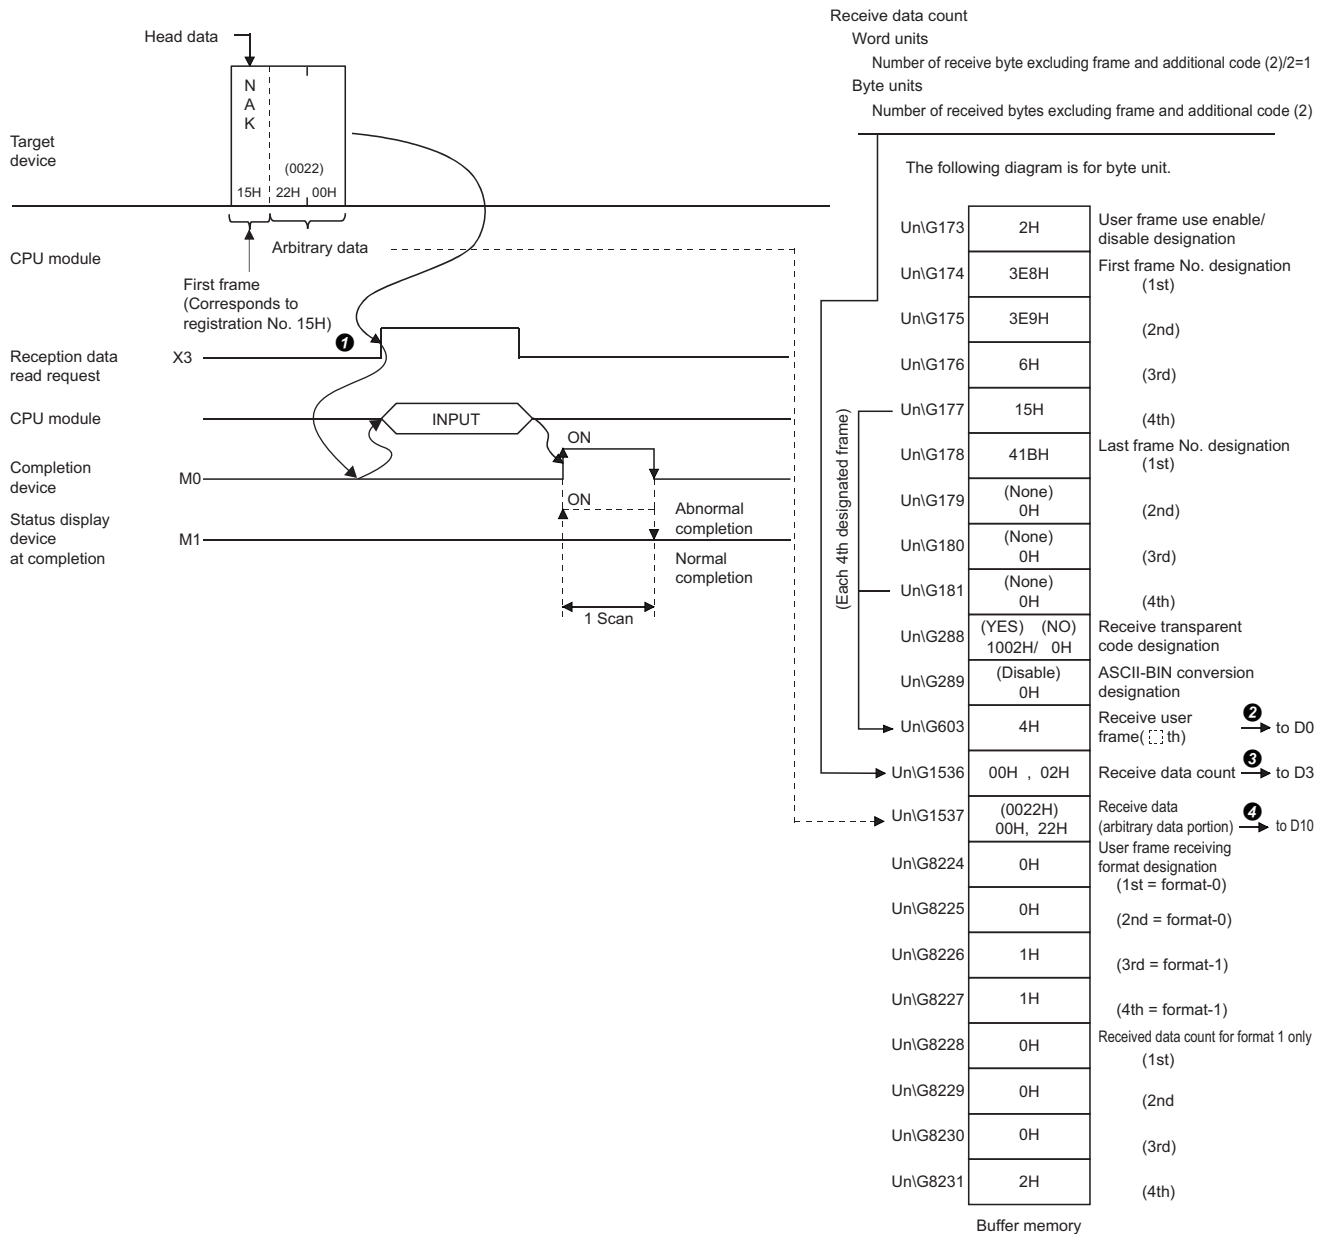 Receive data count
Word units
Number of receive byte excluding frame and additional code (2)/2=1
Byte units
Number of received bytes excluding frame and additional code (2)
The following diagram is for byte unit.
Head data
N
A
K
(0022)
15H 22H 00H
Target
device
Arbitrary data
CPU module
First frame
(Corresponds to
registration No. 15H)
❶
Reception data
read request
X3
CPU module
INPUT
ON
Completion
device
M0
ON
Status display
device
at completion
M1
Abnormal
completion
Normal
completion
1 Scan
(Each 4th designated frame)
Un\G173 2H User frame use enable/
disable designation
Un\G174 3E8H First frame No. designation
(1st)
Un\G175 3E9H (2nd)
Un\G176 6H (3rd)
Un\G177 15H (4th)
Un\G178 41BH Last frame No. designation
(1st)
Un\G179 (None)
0H (2nd)
Un\G180 (None)
0H (3rd)
Un\G181 (None)
0H (4th)
Un\G288 (YES) (NO)
1002H/ 0H Receive transparent
code designation
Un\G289 (Disable)
0H ASCII-BIN conversion
designation
Un\G603 4H Receive user
frame( th) ❷ to D0
Un\G1536 00H , 02H Receive data count ❸ to D3
Un\G1537 (0022H)
00H, 22H Receive data
(arbitrary data portion) ❹ to D10
Un\G8224 0H User frame receiving
format designation
(1st = format-0)
Un\G8225 0H (2nd = format-0)
Un\G8226 1H (3rd = format-1)
Un\G8227 1H (4th = format-1)
Un\G8228 0H Received data count for format 1 only
(1st)
Un\G8229 0H (2nd
Un\G8230 0H (3rd)
Un\G8231 2H (4th)
Buffer memory